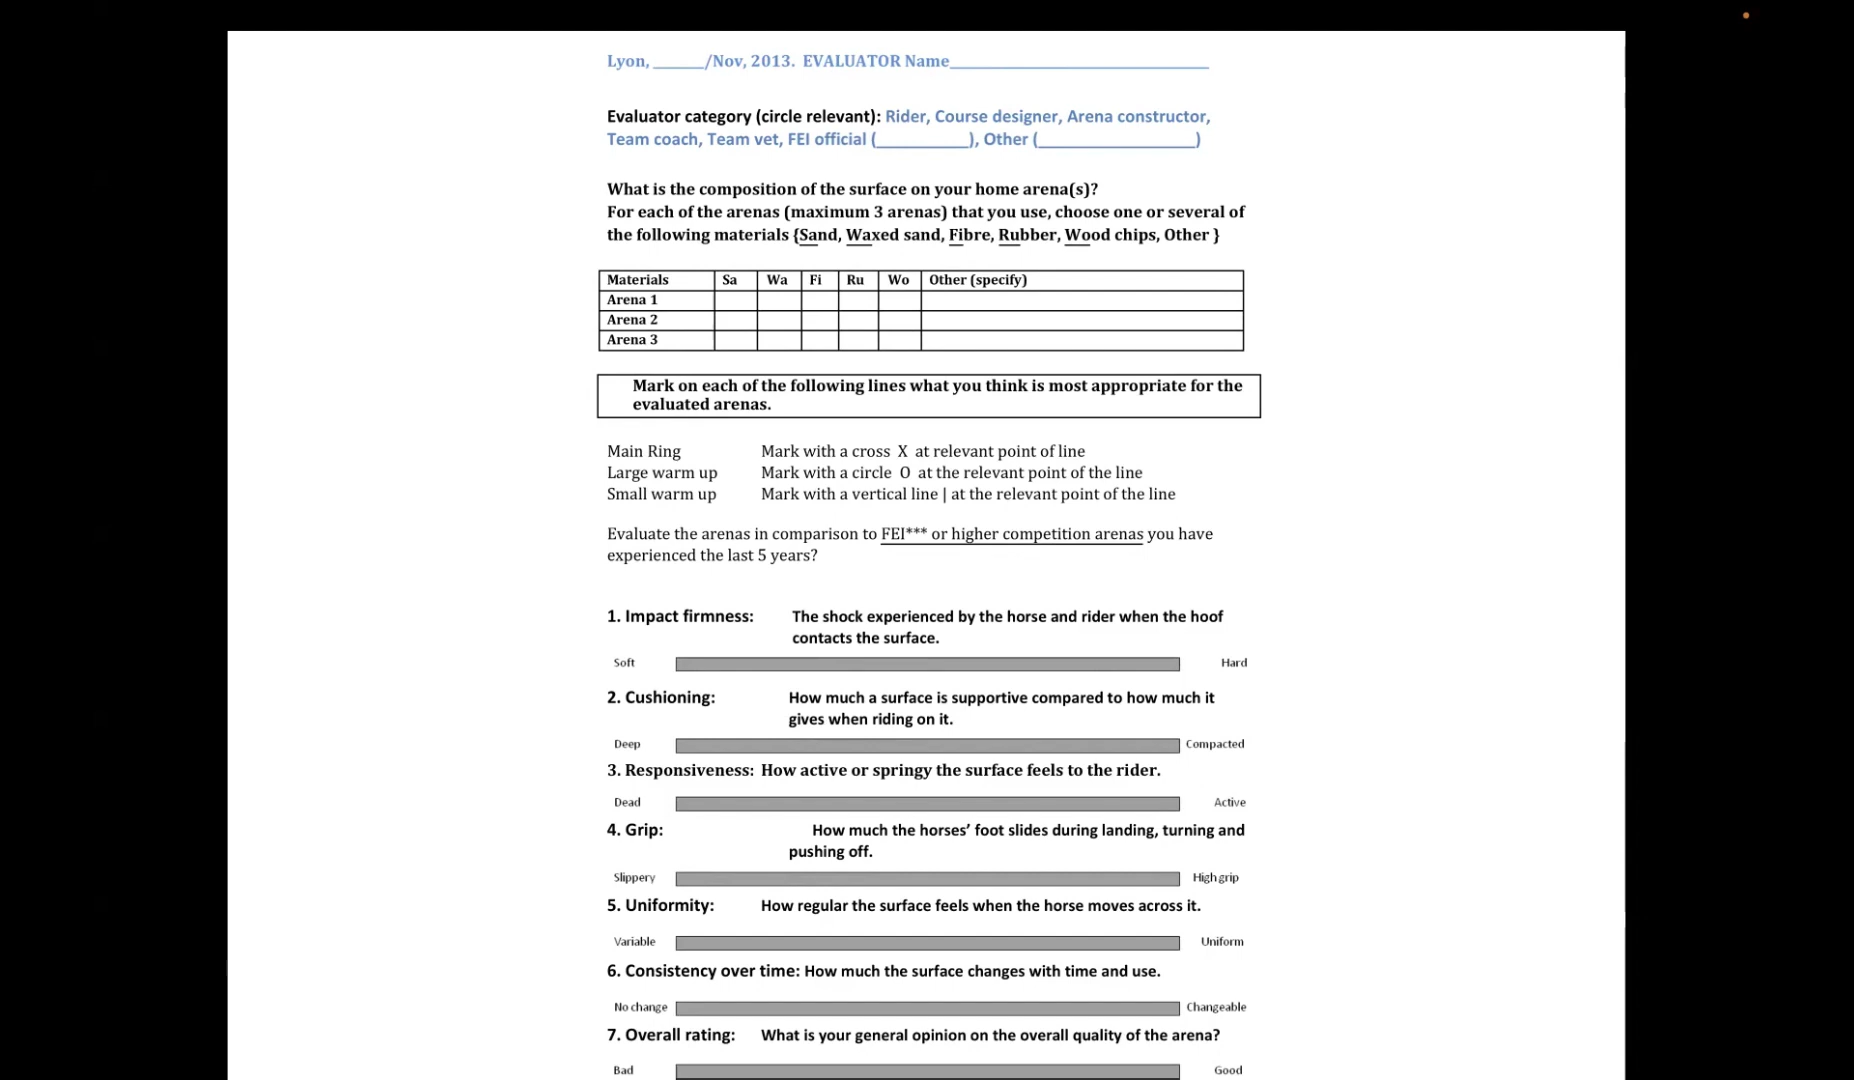 Lyon, ______/Nov, 2013. EVALUATOR Name______________________________
Evaluator category (circle relevant): Rider, Course designer, Arena constructor,
Team coach, Team vet, FEI official (___________), Other (___________________)
What is the composition of the surface on your home arena(s)?
For each of the arenas (maximum 3 arenas) that you use, choose one or several of
the following materials {Sand, Waxed sand, Fibre, Rubber, Wood chips, Other }
Materials Sa Wa Fi Ru Wo Other (specify)
Arena 1
Arena 2
Arena 3
Mark on each of the following lines what you think is most appropriate for the
evaluated arenas.
Main Ring Mark with a cross X at relevant point of line
Large warm up Mark with a circle O at the relevant point of the line
Small warm up Mark with a vertical line | at the relevant point of the line
Evaluate the arenas in comparison to FEI*** or higher competition arenas you have
experienced the last 5 years?
1. Impact firmness: The shock experienced by the horse and rider when the hoof
contacts the surface.
Soft Hard
2. Cushioning: How much a surface is supportive compared to how much it
gives when riding on it.
Deep Compacted
3. Responsiveness: How active or springy the surface feels to the rider.
Dead Active
4. Grip: How much the horses’ foot slides during landing, turning and
pushing off.
Slippery High grip
5. Uniformity: How regular the surface feels when the horse moves across it.
Variable Uniform
6. Consistency over time: How much the surface changes with time and use.
No change Changeable
7. Overall rating: What is your general opinion on the overall quality of the arena?
Bad Good